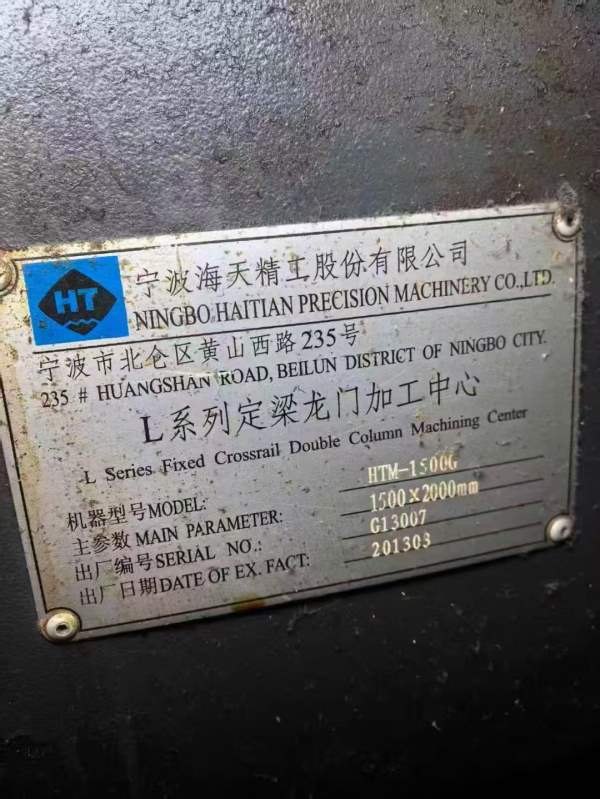 HT
宁波海天精工股份有限公司
NINGBO HAITIAN PRECISION MACHINERY CO.,LTD.
宁波市北仑区黄山西路235号
235 # HUANGSHAN ROAD, BEILUN DISTRICT OF NINGBO CITY.
L系列定梁龙门加工中心
L Series Fixed Crossrail Double Column Machining Center
机器型号MODEL: HTM-1500G
主参数MAIN PARAMETER: 1500×2000mm
出厂编号SERIAL NO.: G13007
出厂日期DATE OF EX. FACT: 201303